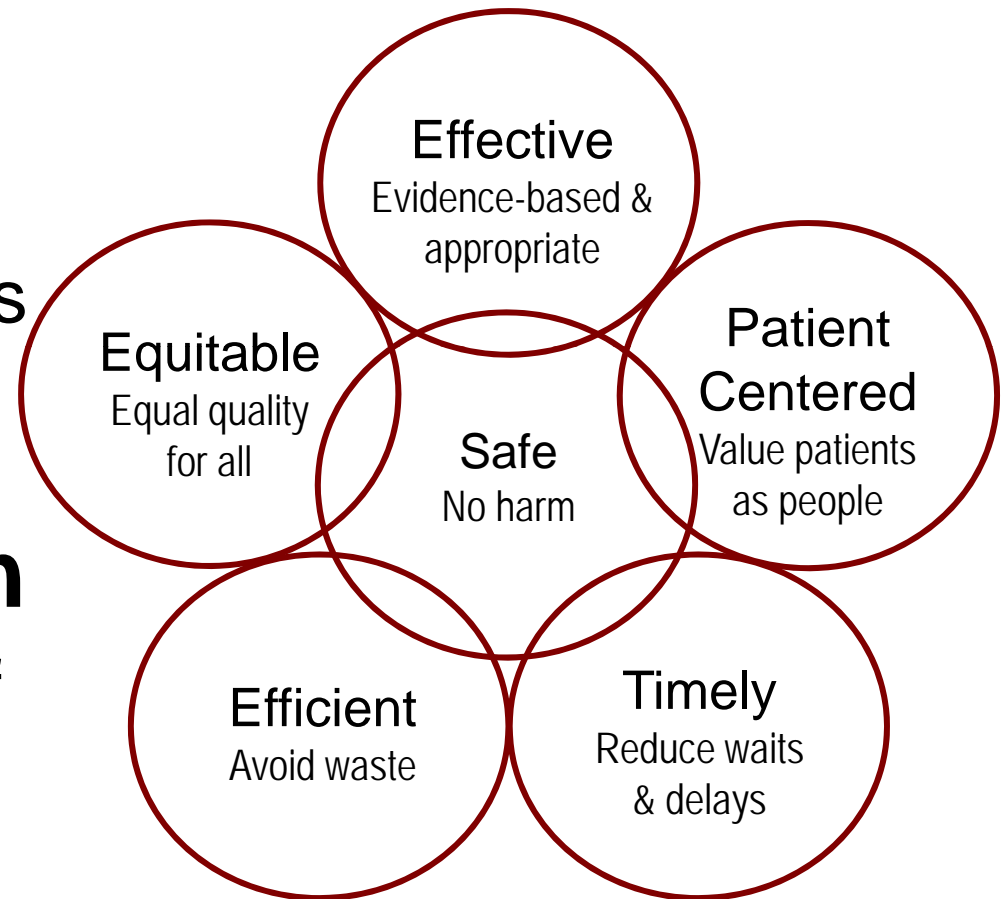 Effective
Evidence-based &
appropriate
s
Equitable
Equal quality
for all
Patient
Centered
Value patients
as people
Safe
No harm
n
Efficient
Avoid waste
Timely
Reduce waits
& delays